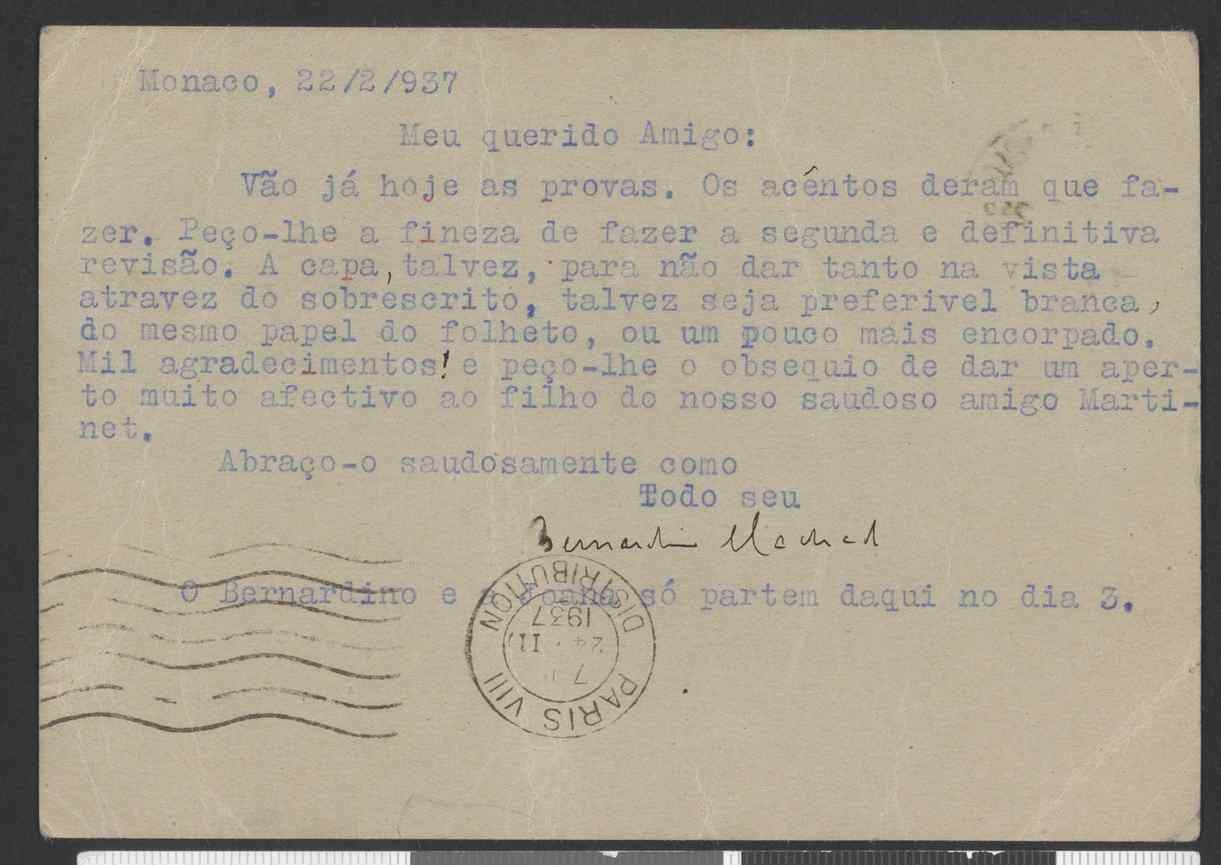 Monaco, 22/2/937
Meu querido Amigo:
Vão já hoje as provas. Os acéntos deram que fa-
zer. Peço-lhe a fineza de fazer a segunda e definitiva
revisão. A capa, talvez, para não dar tanto na vista
atravez do sobrescrito, talvez seja preferivel branca,
do mesmo papel do folheto, ou um pouco mais encorpado.
Mil agradecimentos! e peço-lhe o obsequio de dar um aper-
to muito afectivo ao filho do nosso saudoso amigo Marti-
net.
Abraço-o saudosamente como
Todo seu
Bernardino Machado
O Bernardino e a só partem daqui no dia 3.
PARIS VIII
DISTRIBUTION
24 II
1937